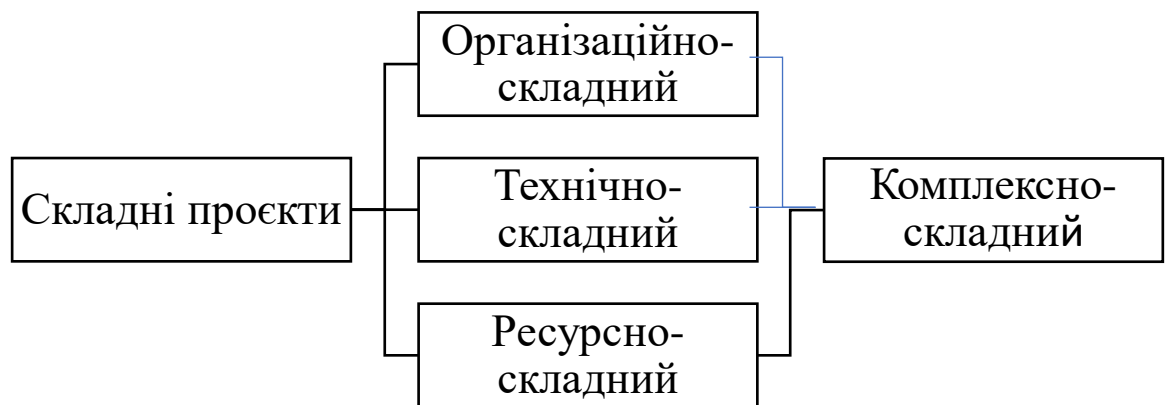 Складні проєкти
Організаційно-
складний
Технічно-
складний
Ресурсно-
складний
Комплексно-
складний